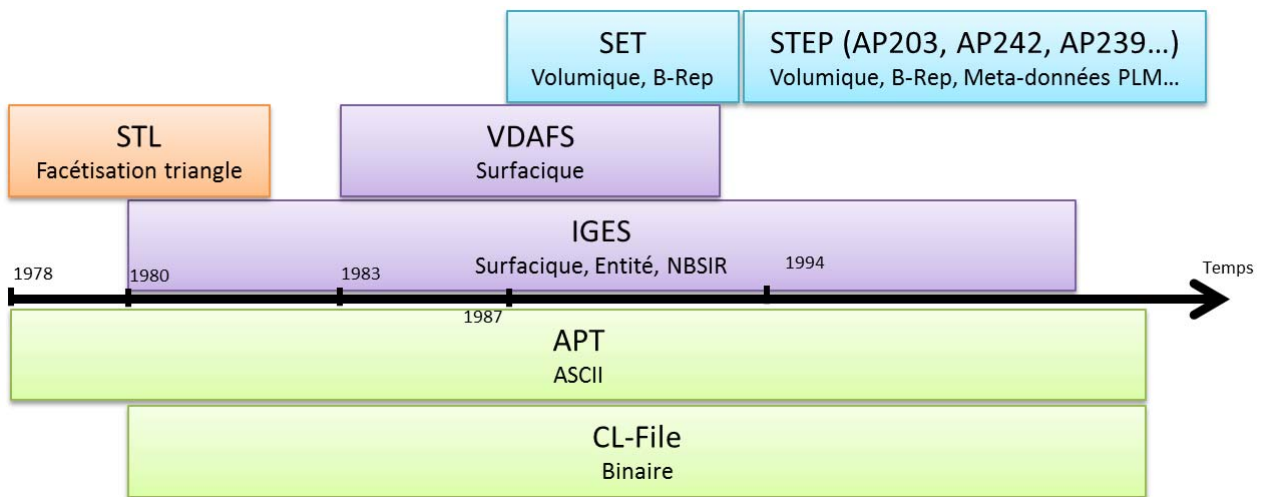 SET
Volumique, B-Rep
STEP (AP203, AP242, AP239...)
Volumique, B-Rep, Meta-données PLM...
STL
Facétisation triangle
VDAFS
Surfacique
IGES
Surfacique, Entité, NBSIR
1978
1980
1983
1987
1994
Temps
APT
ASCII
CL-File
Binaire